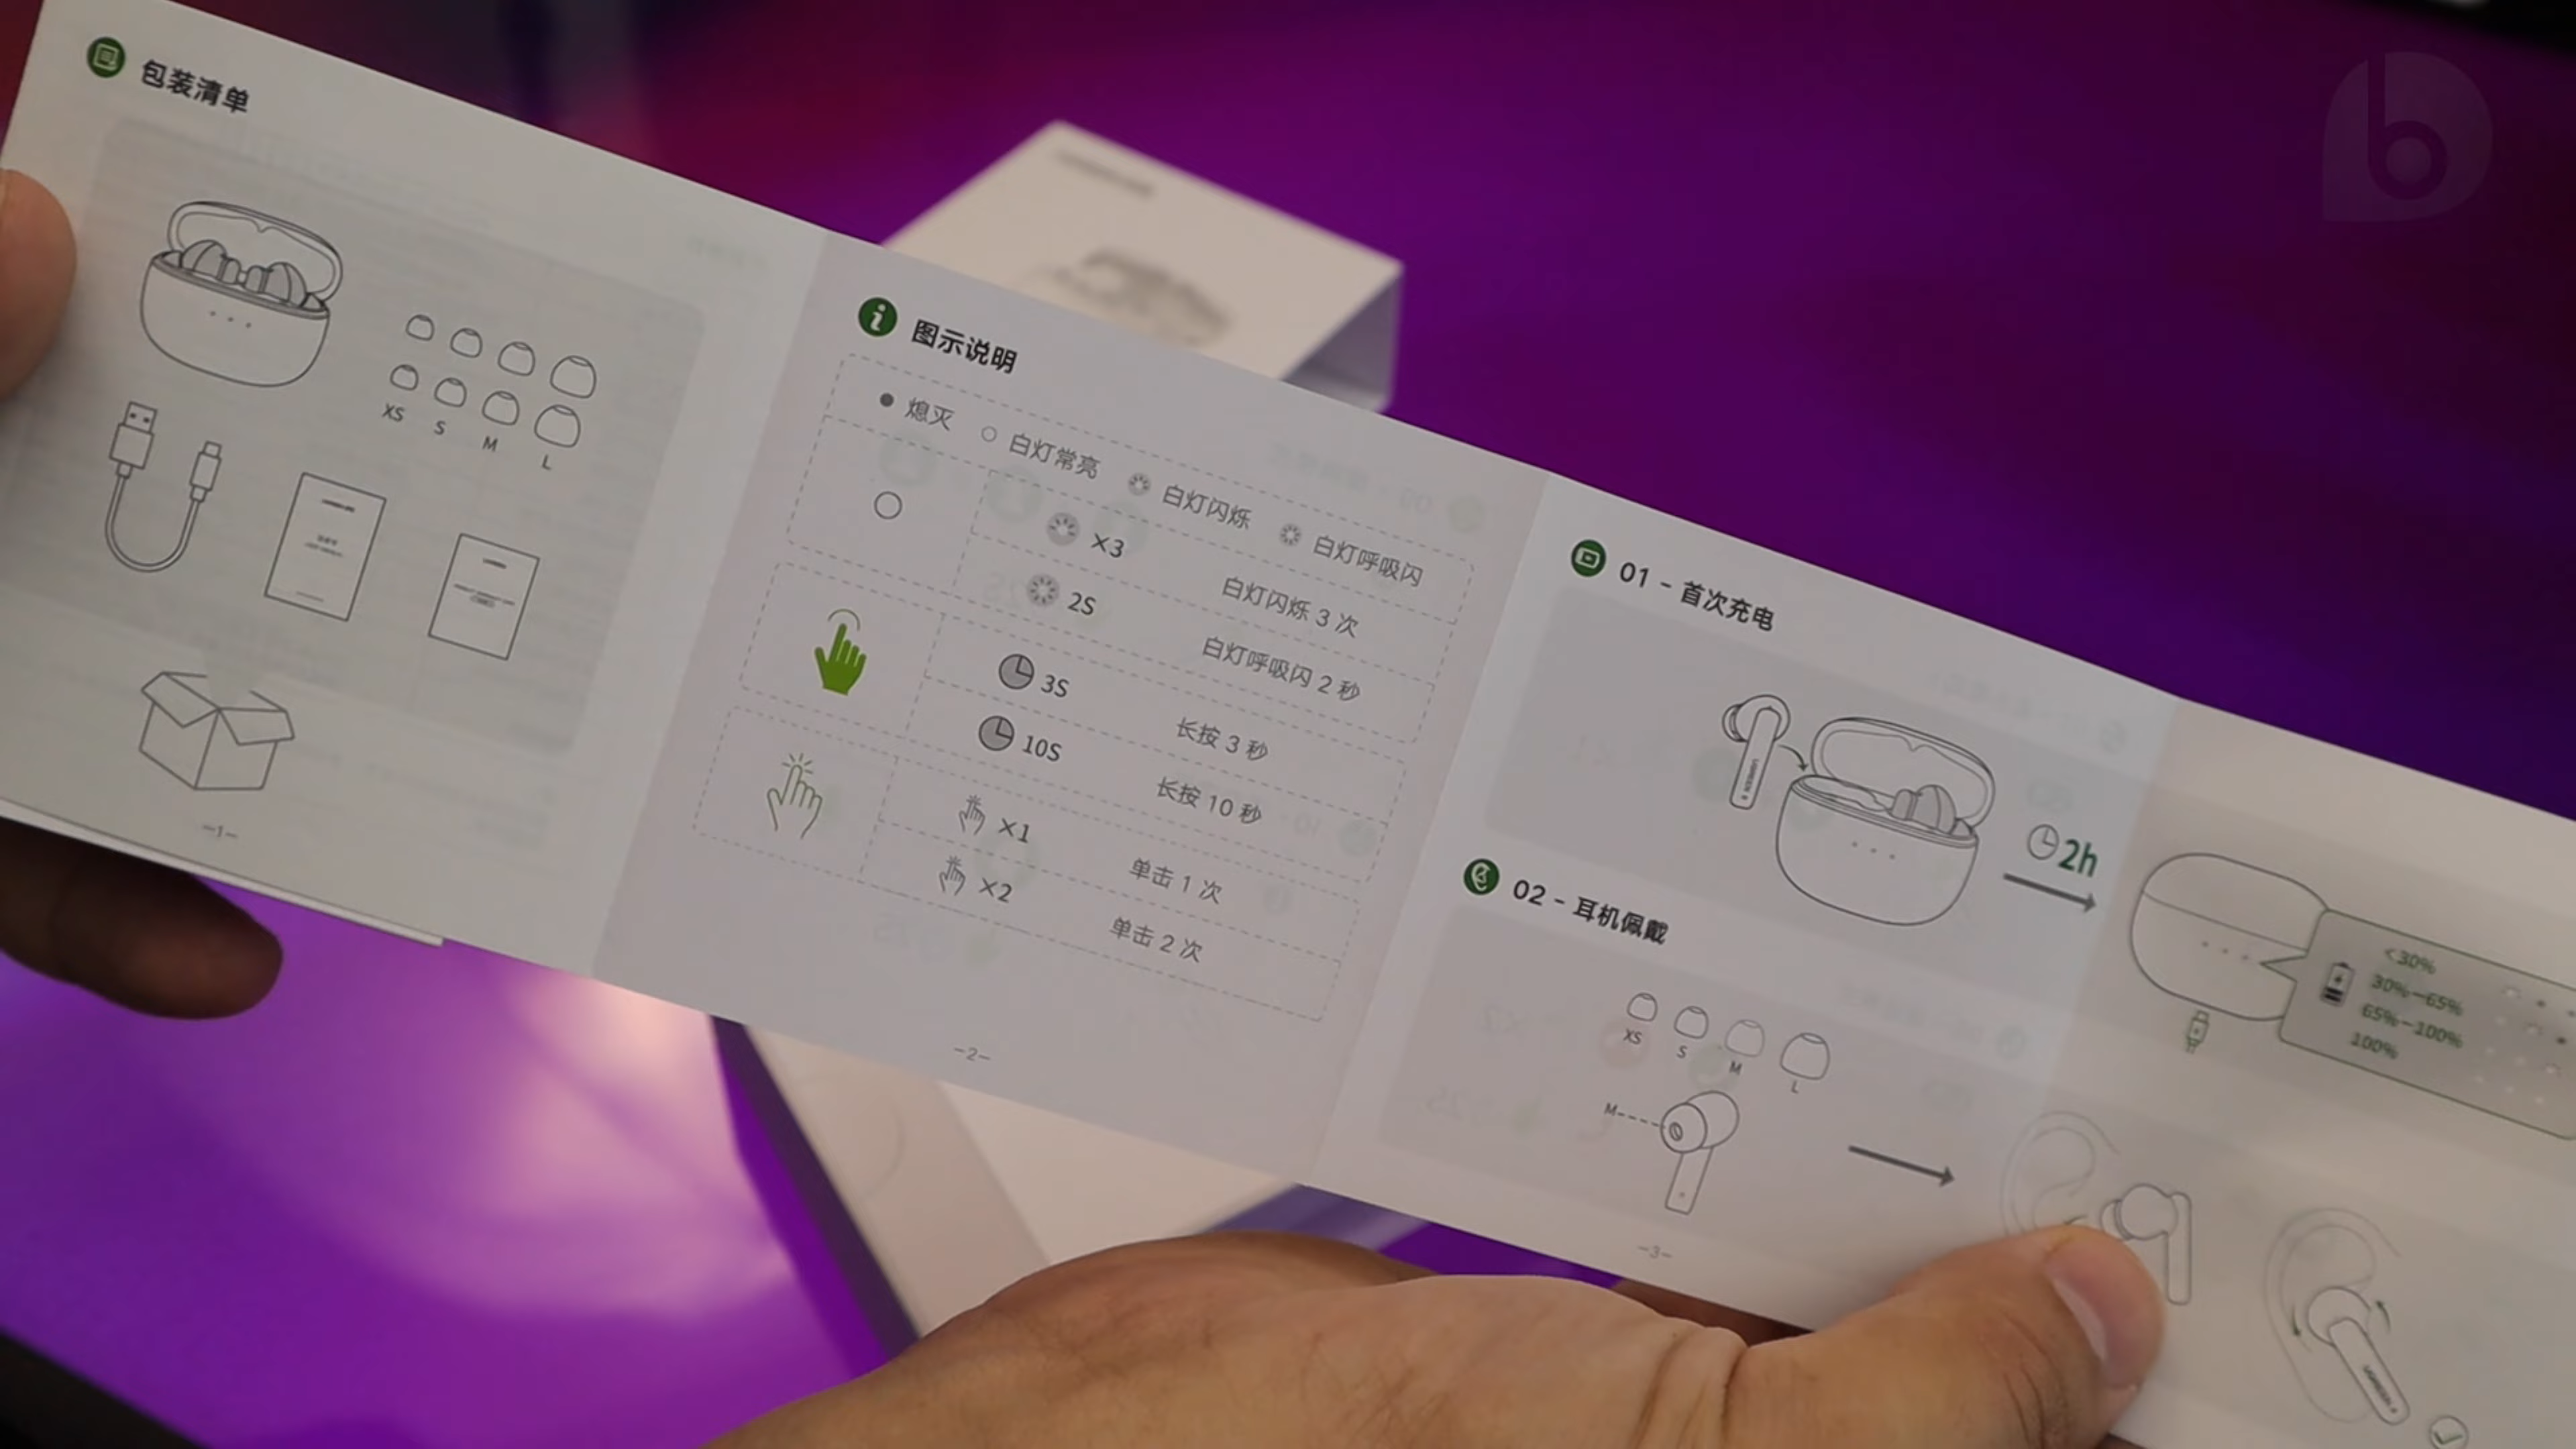 包装清单
XS S M L
-1-
图示说明
熄灭 白灯常亮 白灯闪烁 白灯呼吸闪
×3 白灯闪烁 3 次
2S 白灯呼吸闪 2 秒
3S 长按 3 秒
10S 长按 10 秒
×1 单击 1 次
×2 单击 2 次
-2-
01 - 首次充电
UGREEN
2h
<30%
30%-65%
65%-100%
100%
02 - 耳机佩戴
XS S M L
M
-3-
b